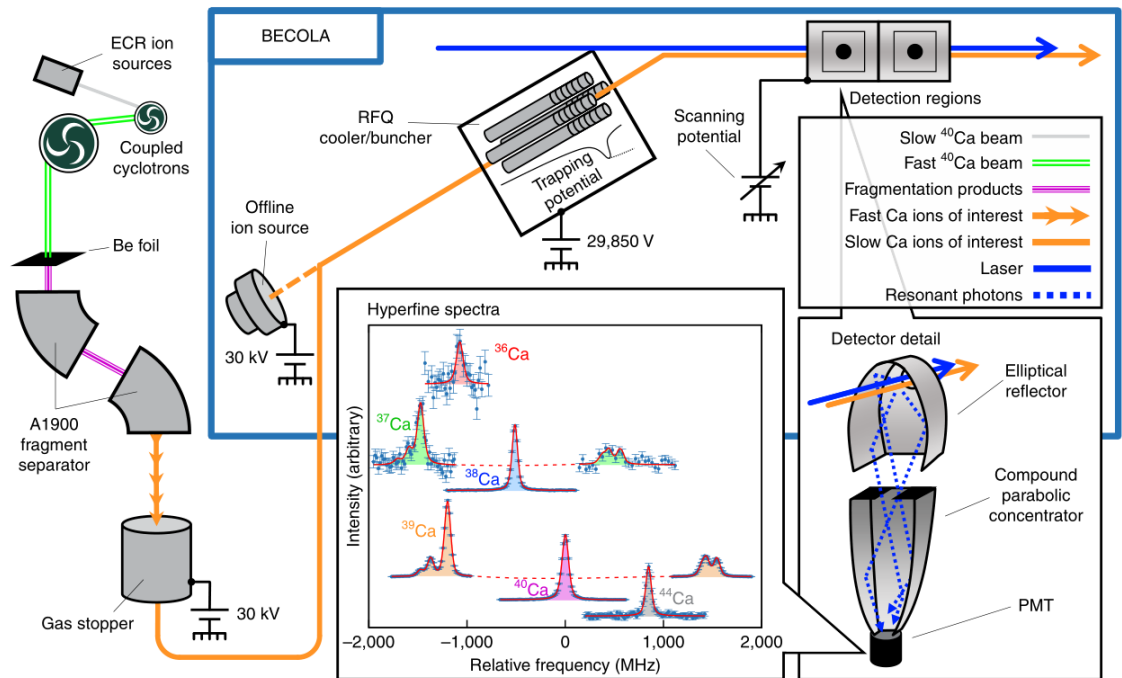 BECOLA
ECR ion
sources
Coupled
cyclotrons
Be foil
A1900
fragment
separator
Gas stopper
30 kV
Offline
ion source
30 kV
RFQ
cooler/buncher
Trapping
potential
29,850 V
Scanning
potential
Detection regions
Slow ⁴⁰Ca beam
Fast ⁴⁰Ca beam
Fragmentation products
Fast Ca ions of interest
Slow Ca ions of interest
Laser
Resonant photons
Hyperfine spectra
³⁶Ca
³⁷Ca
³⁸Ca
³⁹Ca
⁴⁰Ca
⁴⁴Ca
Intensity (arbitrary)
–2,000 –1,000 0 1,000 2,000
Relative frequency (MHz)
Detector detail
Elliptical
reflector
Compound
parabolic
concentrator
PMT